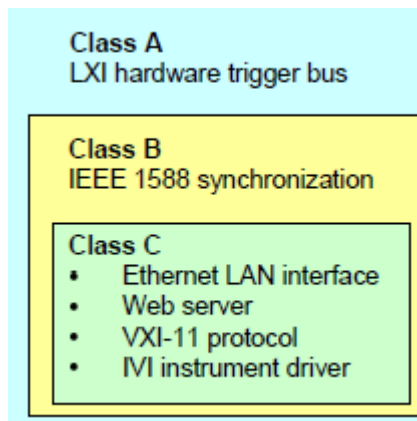 Class A
LXI hardware trigger bus
Class B
IEEE 1588 synchronization
Class C
• Ethernet LAN interface
• Web server
• VXI-11 protocol
• IVI instrument driver